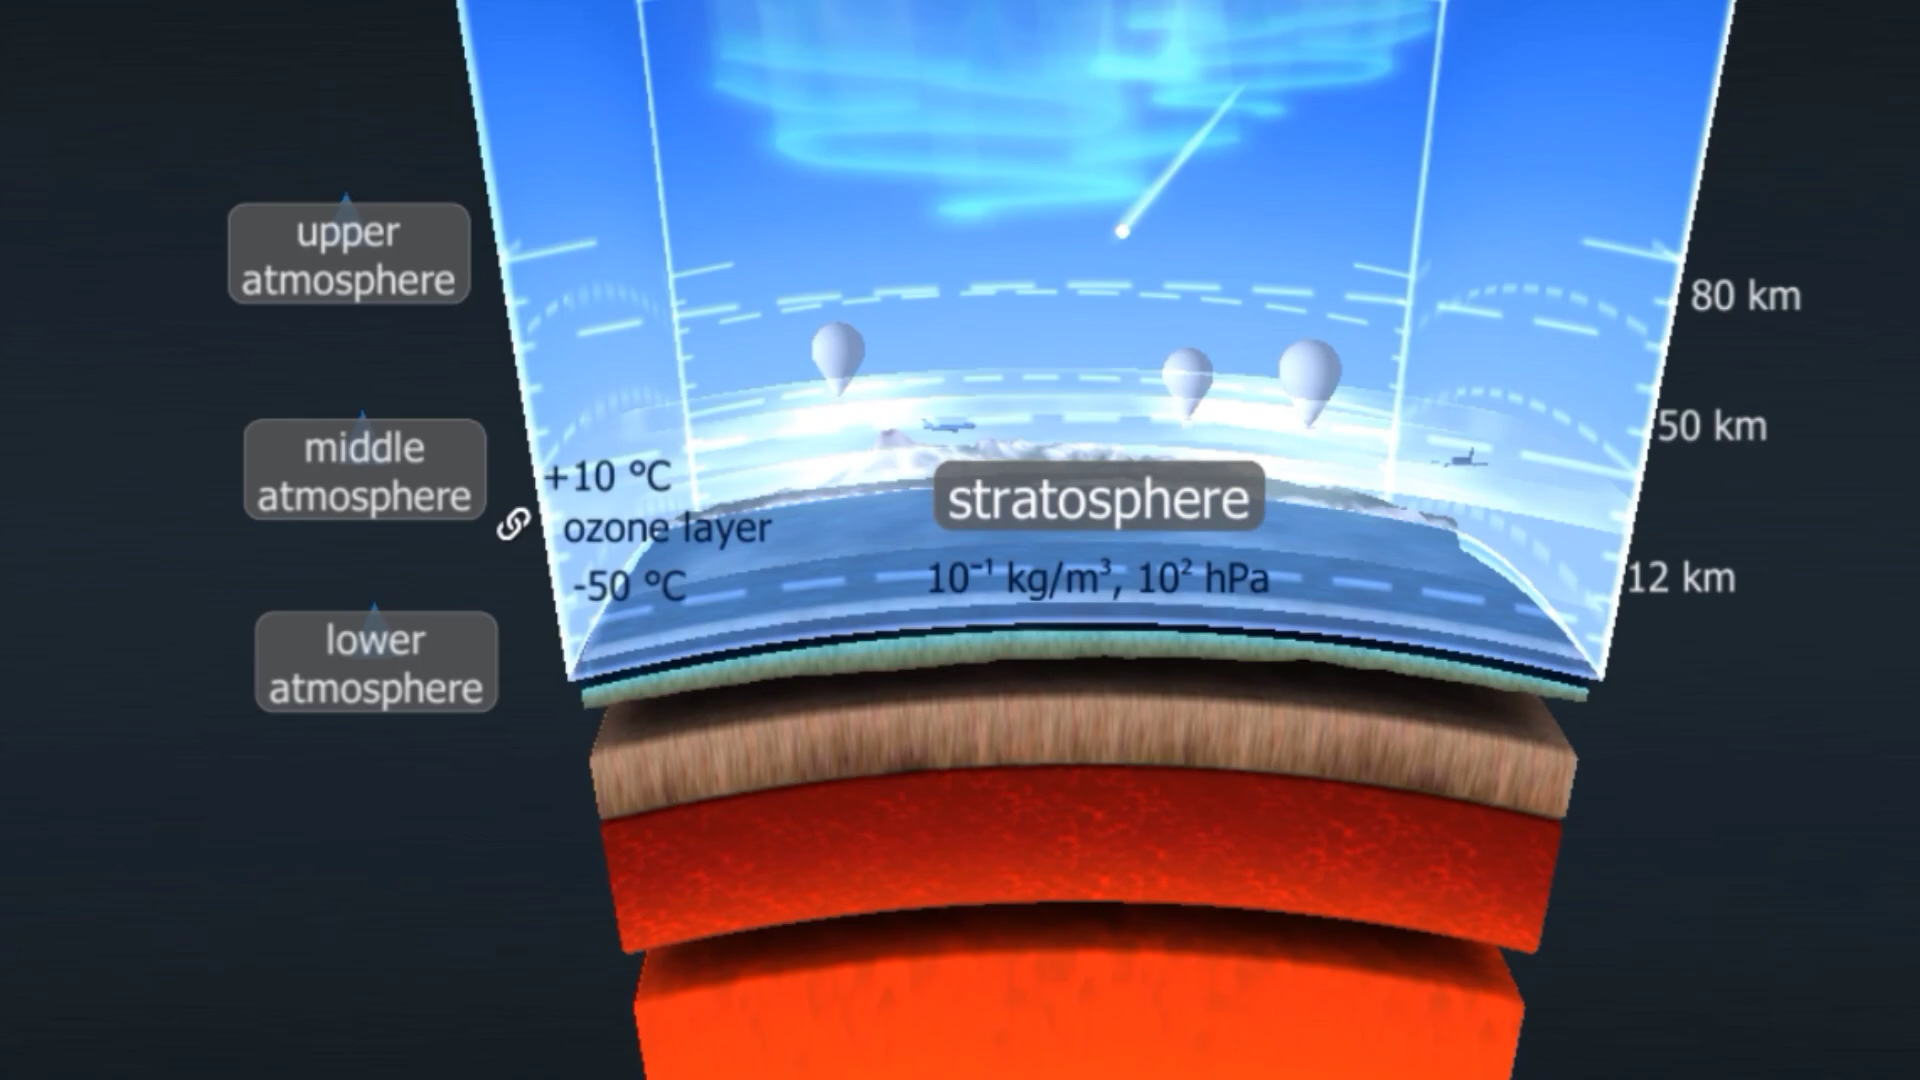 upper
atmosphere
80 km
middle
atmosphere
50 km
+10 °C
ozone layer
-50 °C
stratosphere
10⁻¹ kg/m³, 10² hPa
12 km
lower
atmosphere